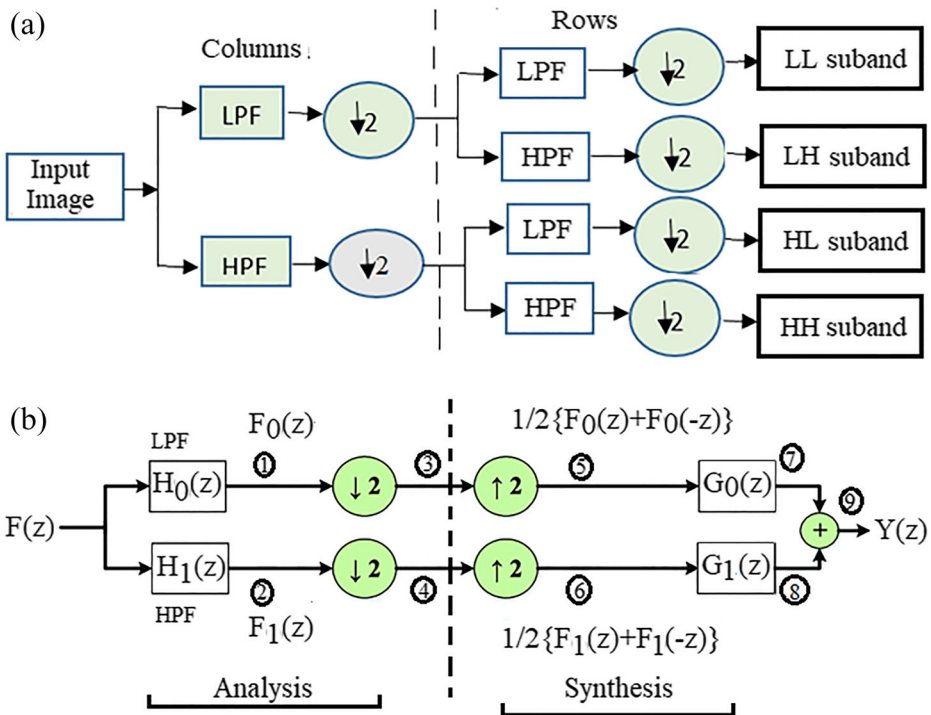 (a)
Columns
Rows
LPF
↓2
LL suband
LPF
↓2
HPF
↓2
LH suband
Input
Image
LPF
↓2
HL suband
HPF
↓2
HPF
↓2
HH suband
(b)
F0(z)
1/2{F0(z)+F0(-z)}
LPF
1
3
5
7
H0(z)
↓2
↑2
G0(z)
9
F(z)
+
Y(z)
H1(z)
↓2
↑2
G1(z)
2
4
6
8
HPF
F1(z)
1/2{F1(z)+F1(-z)}
Analysis
Synthesis